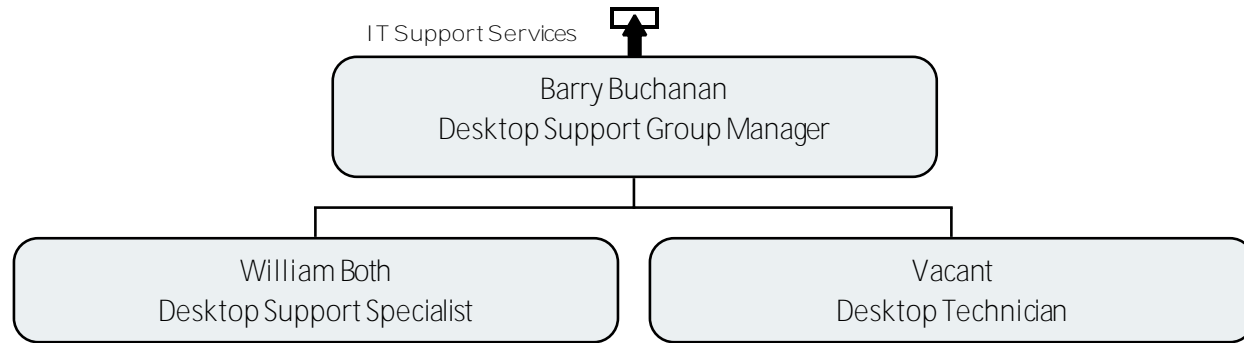 IT Support Services
Barry Buchanan
Desktop Support Group Manager
William Both
Desktop Support Specialist
Vacant
Desktop Technician